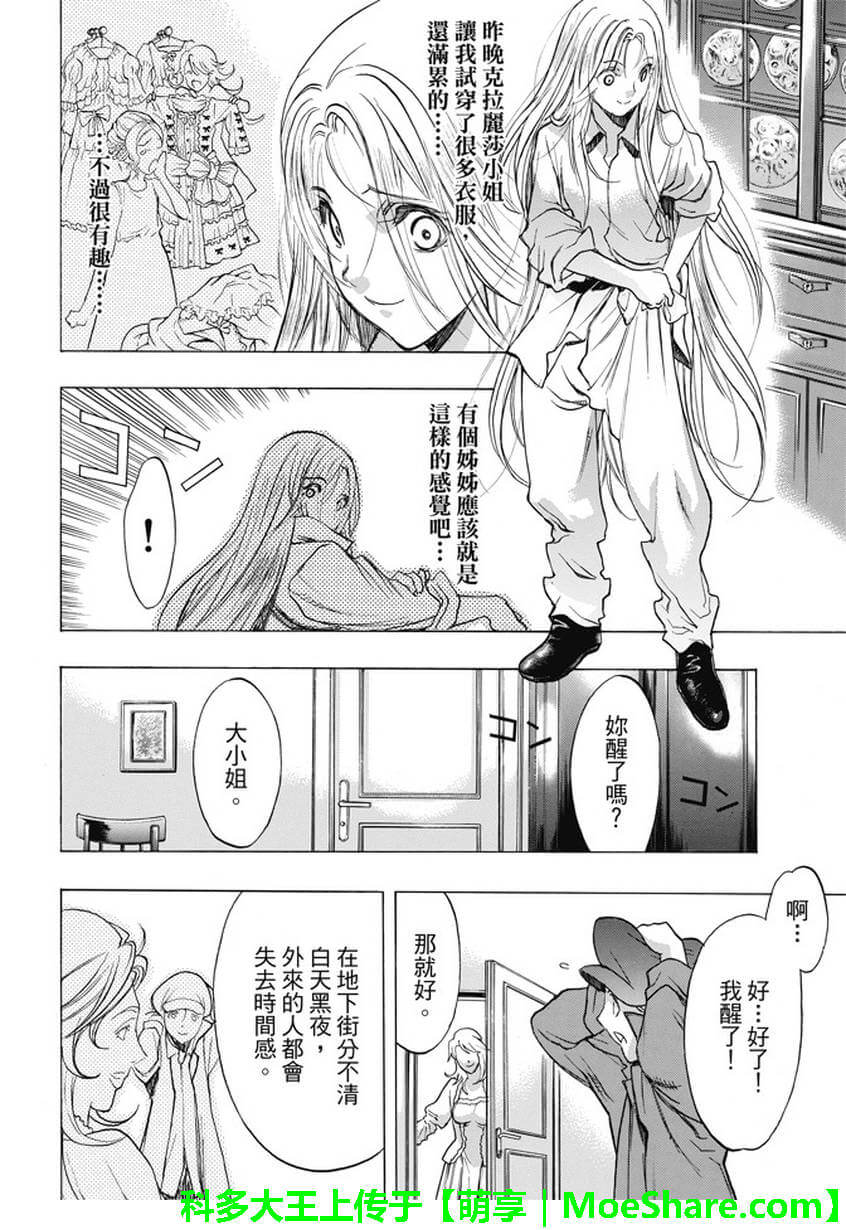 昨晚克拉麗莎小姐
讓我試穿了很多衣服，
還滿累的……
…不過很有趣……
有個姊姊應該就是
這樣的感覺吧…
コン
！
妳醒了嗎？
コン
コン
大小姐。
啊…
好…好了！
我醒了！
那就好。
在地下街分不清
白天黑夜，
外來的人都會
失去時間感。
科多大王上传于【萌享｜MoeShare.com】